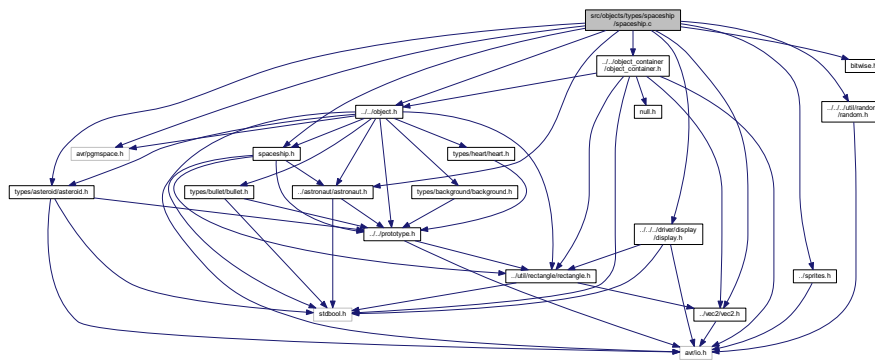 src/objects/types/spaceship
/spaceship.c
../../object_container
/object_container.h
bitwise.h
../../object.h
null.h
../../../util/random
/random.h
avr/pgmspace.h
spaceship.h
types/heart/heart.h
types/asteroid/asteroid.h
types/bullet/bullet.h
../astronaut/astronaut.h
types/background/background.h
../../prototype.h
../../../driver/display
/display.h
../util/rectangle/rectangle.h
../sprites.h
stdbool.h
../vec2/vec2.h
avr/io.h